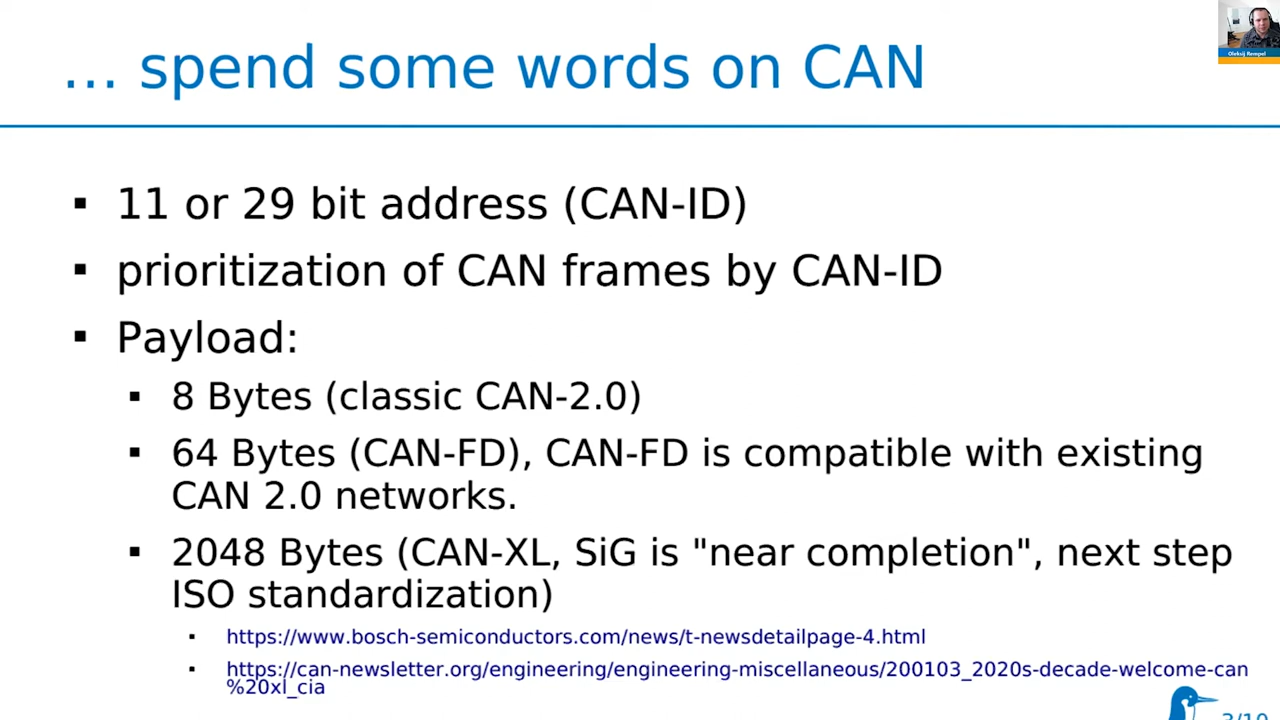 ... spend some words on CAN
Oleksij Rempel
▪ 11 or 29 bit address (CAN-ID)
▪ prioritization of CAN frames by CAN-ID
▪ Payload:
▪ 8 Bytes (classic CAN-2.0)
▪ 64 Bytes (CAN-FD), CAN-FD is compatible with existing
CAN 2.0 networks.
▪ 2048 Bytes (CAN-XL, SiG is "near completion", next step
ISO standardization)
▪ https://www.bosch-semiconductors.com/news/t-newsdetailpage-4.html
▪ https://can-newsletter.org/engineering/engineering-miscellaneous/200103_2020s-decade-welcome-can
%20xl_cia